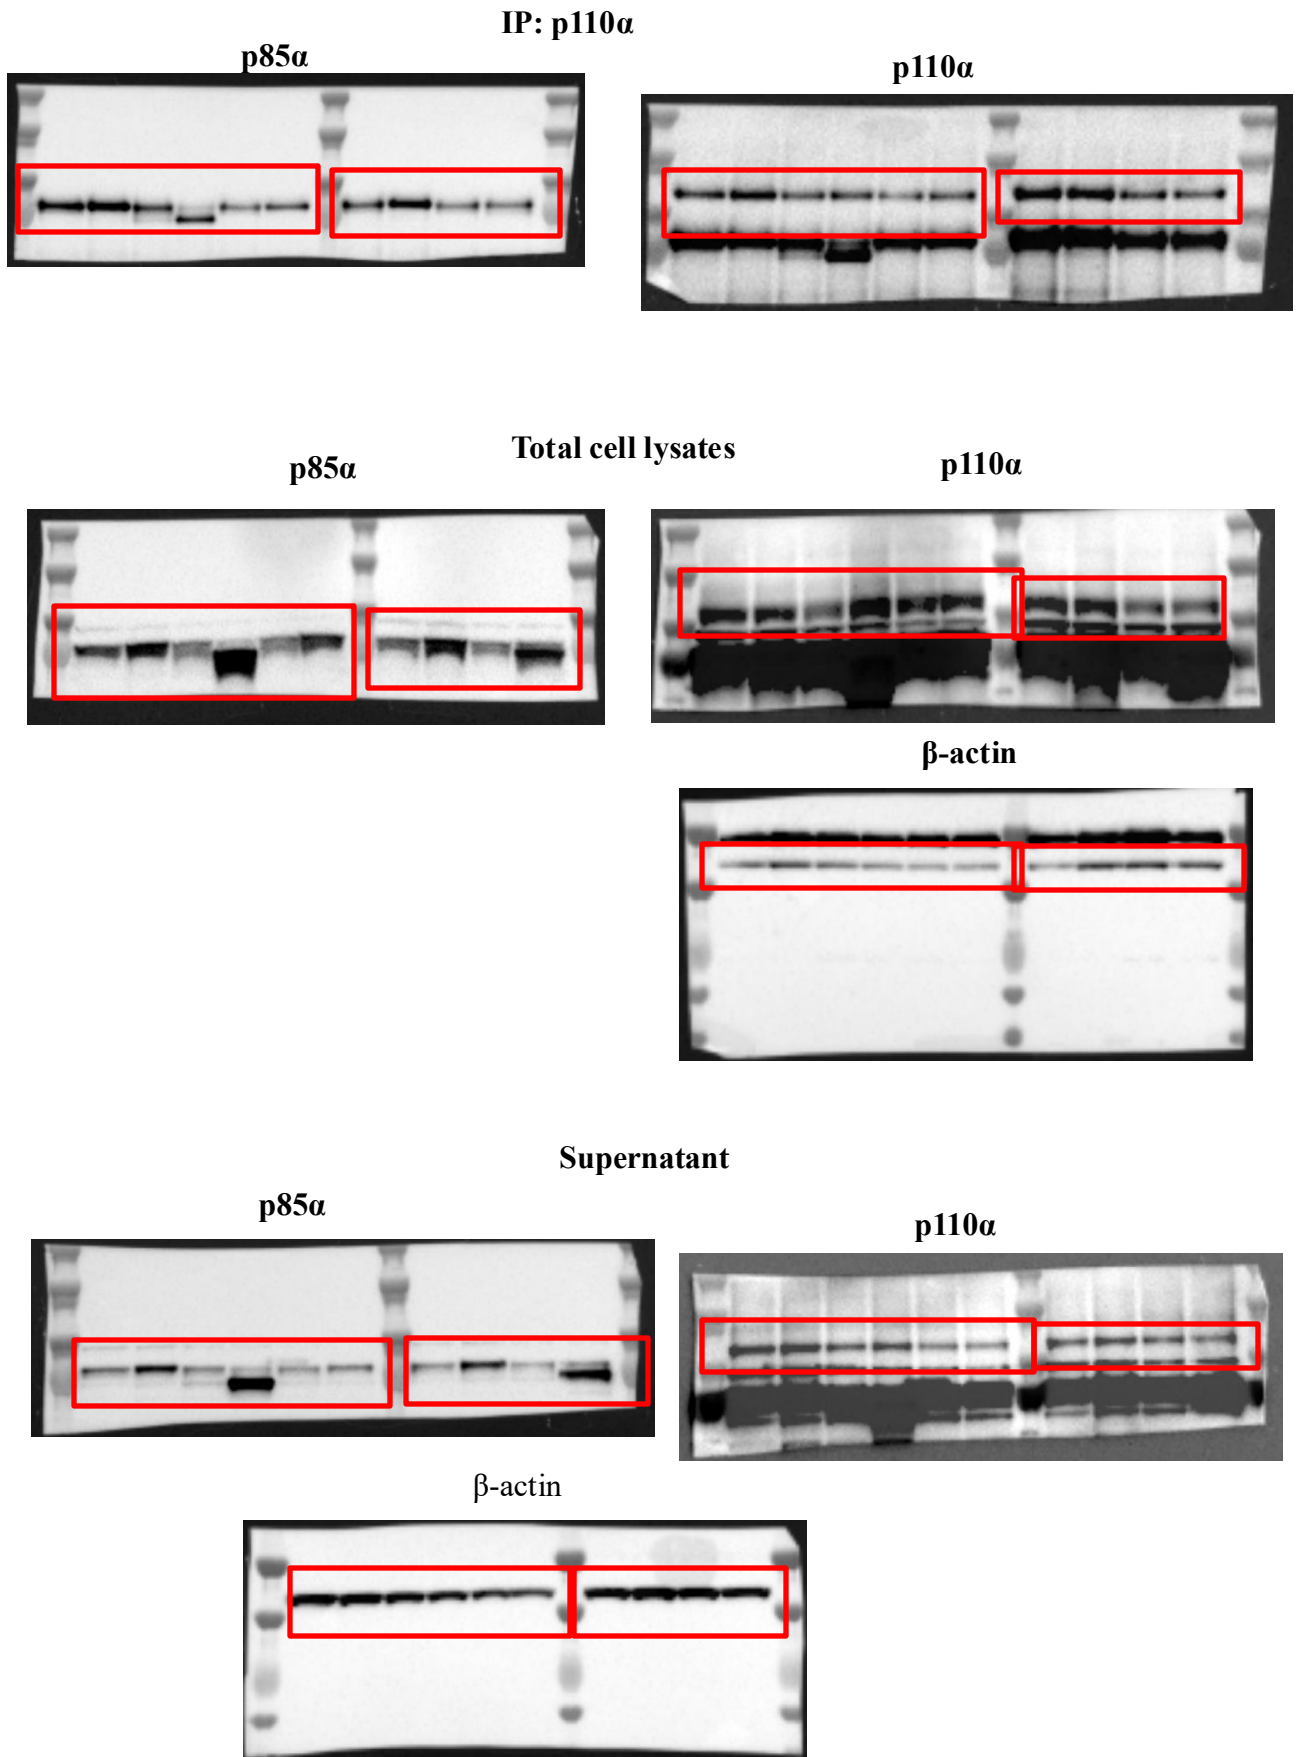 IP: p110α
p85α
p110α
Total cell lysates
p85α
p110α
β-actin
Supernatant
p85α
p110α
β-actin